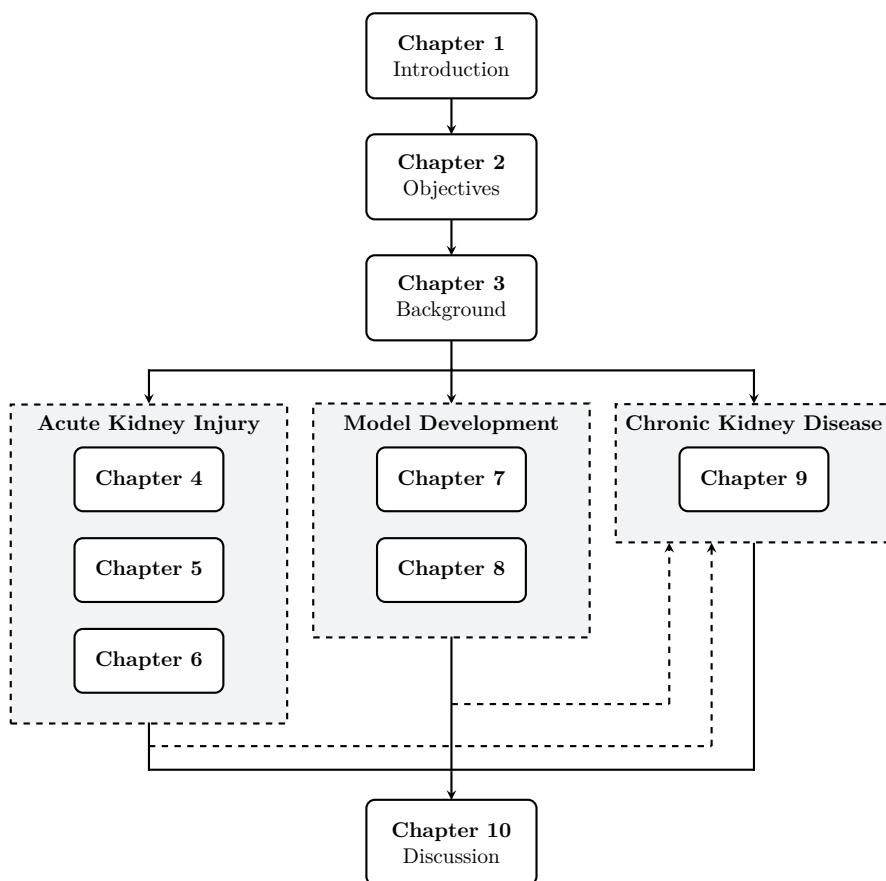 Chapter 1
Introduction
Chapter 2
Objectives
Chapter 3
Background
Acute Kidney Injury
Chapter 4
Chapter 5
Chapter 6
Model Development
Chapter 7
Chapter 8
Chronic Kidney Disease
Chapter 9
Chapter 10
Discussion